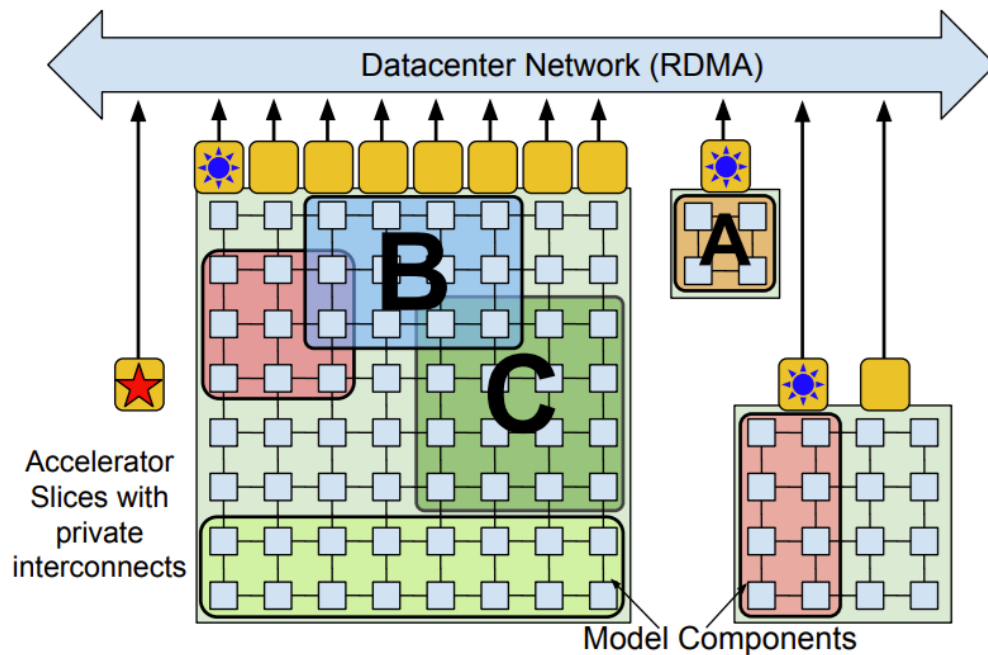 Datacenter Network (RDMA)
B
A
C
Accelerator
Slices with
private
interconnects
Model Components